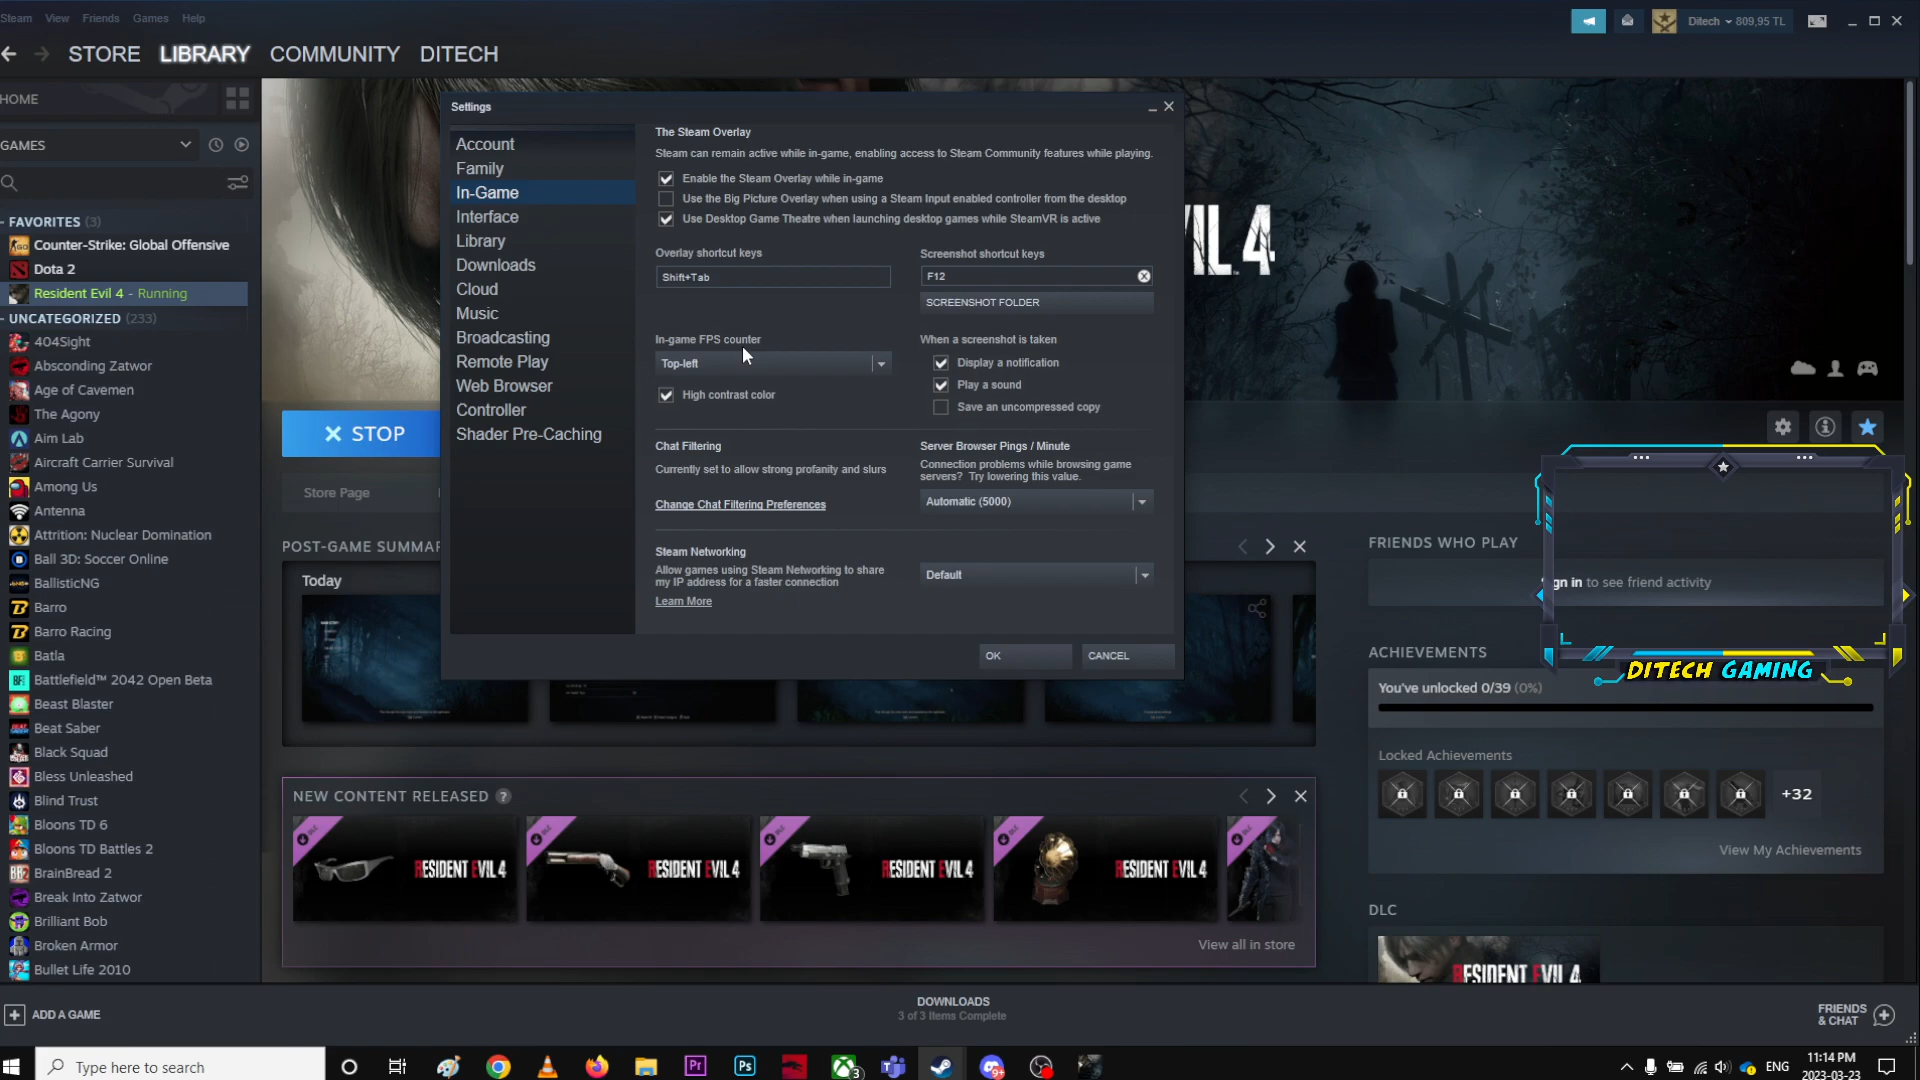 Steam View Friends Games Help
Ditech 809,95 TL
STORE LIBRARY COMMUNITY DITECH
HOME
GAMES
FAVORITES (3)
Counter-Strike: Global Offensive
Dota 2
Resident Evil 4 - Running
UNCATEGORIZED (233)
404Sight
Absconding Zatwor
Age of Cavemen
The Agony
Aim Lab
Aircraft Carrier Survival
Among Us
Antenna
Attrition: Nuclear Domination
Ball 3D: Soccer Online
BallisticNG
Barro
Barro Racing
Batla
Battlefield™ 2042 Open Beta
Beast Blaster
Beat Saber
Black Squad
Bless Unleashed
Blind Trust
Bloons TD 6
Bloons TD Battles 2
BrainBread 2
Break Into Zatwor
Brilliant Bob
Broken Armor
Bullet Life 2010
Settings
Account
Family
In-Game
Interface
Library
Downloads
Cloud
Music
Broadcasting
Remote Play
Web Browser
Controller
Shader Pre-Caching
The Steam Overlay
Steam can remain active while in-game, enabling access to Steam Community features while playing.
Enable the Steam Overlay while in-game
Use the Big Picture Overlay when using a Steam Input enabled controller from the desktop
Use Desktop Game Theatre when launching desktop games while SteamVR is active
Overlay shortcut keys
Shift+Tab
Screenshot shortcut keys
F12
SCREENSHOT FOLDER
In-game FPS counter
Top-left
High contrast color
When a screenshot is taken
Display a notification
Play a sound
Save an uncompressed copy
Chat Filtering
Currently set to allow strong profanity and slurs
Change Chat Filtering Preferences
Server Browser Pings / Minute
Connection problems while browsing game
servers? Try lowering this value.
Automatic (5000)
Steam Networking
Allow games using Steam Networking to share
my IP address for a faster connection
Learn More
Default
OK
CANCEL
VIL 4
STOP
Store Page
POST-GAME SUMMAR
Today
NEW CONTENT RELEASED ?
DLC RESIDENT EVIL 4
DLC RESIDENT EVIL 4
DLC RESIDENT EVIL 4
DLC RESIDENT EVIL 4
DLC
View all in store
FRIENDS WHO PLAY
gn in to see friend activity
DITECH GAMING
ACHIEVEMENTS
You've unlocked 0/39 (0%)
Locked Achievements
+32
View My Achievements
DLC
RESIDENT EVIL 4
ADD A GAME
DOWNLOADS
3 of 3 Items Complete
FRIENDS
& CHAT
Type here to search
Pr
Ps
3
9+
ENG
11:14 PM
2023-03-23